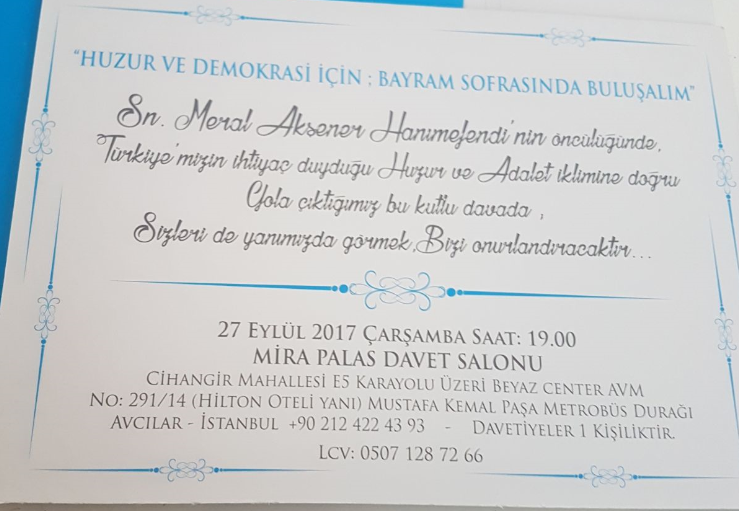 “HUZUR VE DEMOKRASİ İÇİN ; BAYRAM SOFRASINDA BULUŞALIM”
Sn. Meral Akşener Hanımefendi'nin öncülüğünde,
Türkiye'mizin ihtiyaç duyduğu Huzur ve Adalet iklimine doğru
Yola çıktığımız bu kutlu davada ,
Sizleri de yanımızda görmek, Bizi onurlandıracaktır...
27 EYLÜL 2017 ÇARŞAMBA SAAT: 19.00
MİRA PALAS DAVET SALONU
CİHANGİR MAHALLESİ E5 KARAYOLU ÜZERİ BEYAZ CENTER AVM
NO: 291/14 (HİLTON OTELİ YANI) MUSTAFA KEMAL PAŞA METROBÜS DURAĞI
AVCILAR - İSTANBUL +90 212 422 43 93 - DAVETİYELER 1 KİŞİLİKTİR.
LCV: 0507 128 72 66